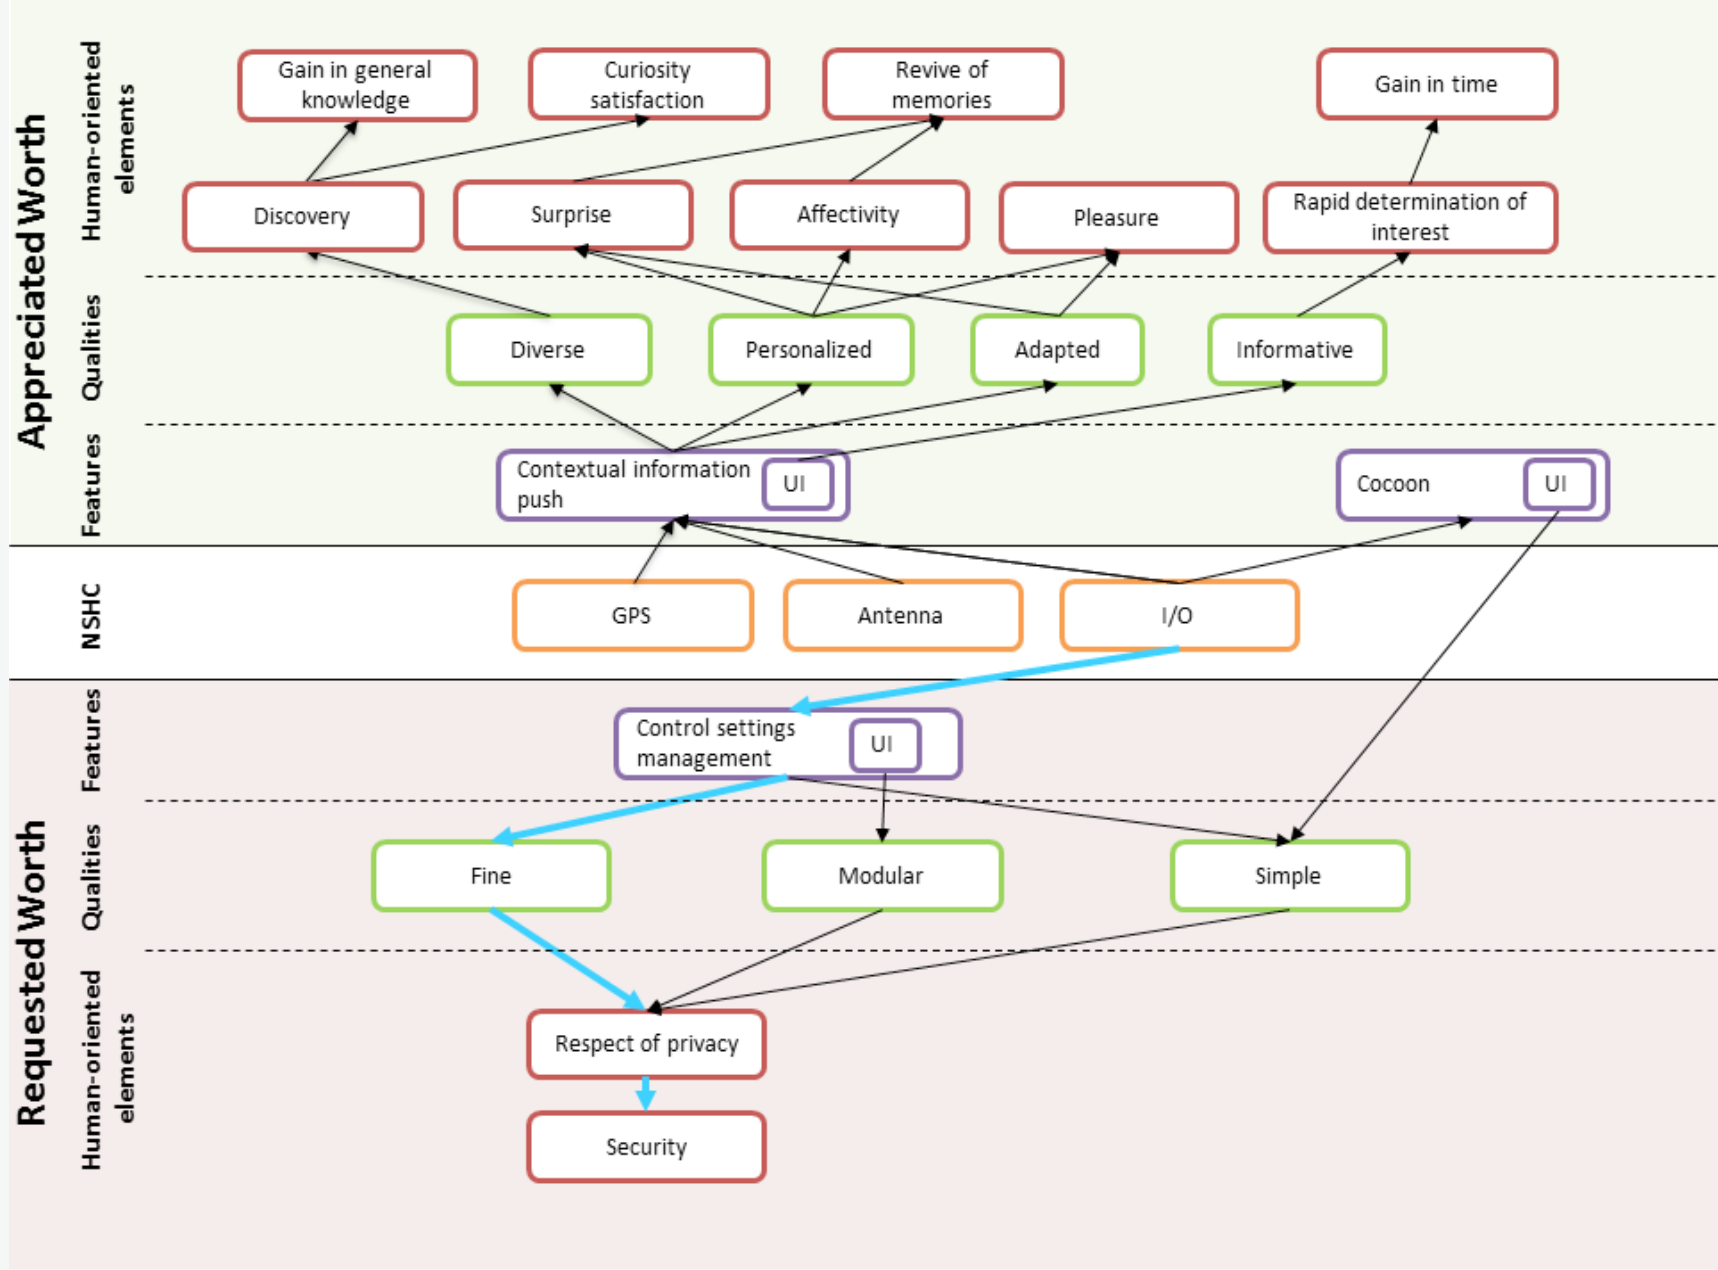 Appreciated Worth
Human-oriented
elements
Gain in general
knowledge
Curiosity
satisfaction
Revive of
memories
Gain in time
Discovery
Surprise
Affectivity
Pleasure
Rapid determination of
interest
Qualities
Diverse
Personalized
Adapted
Informative
Features
Contextual information
push
UI
Cocoon
UI
NSHC
GPS
Antenna
I/O
Requested Worth
Features
Control settings
management
UI
Qualities
Fine
Modular
Simple
Human-oriented
elements
Respect of privacy
Security